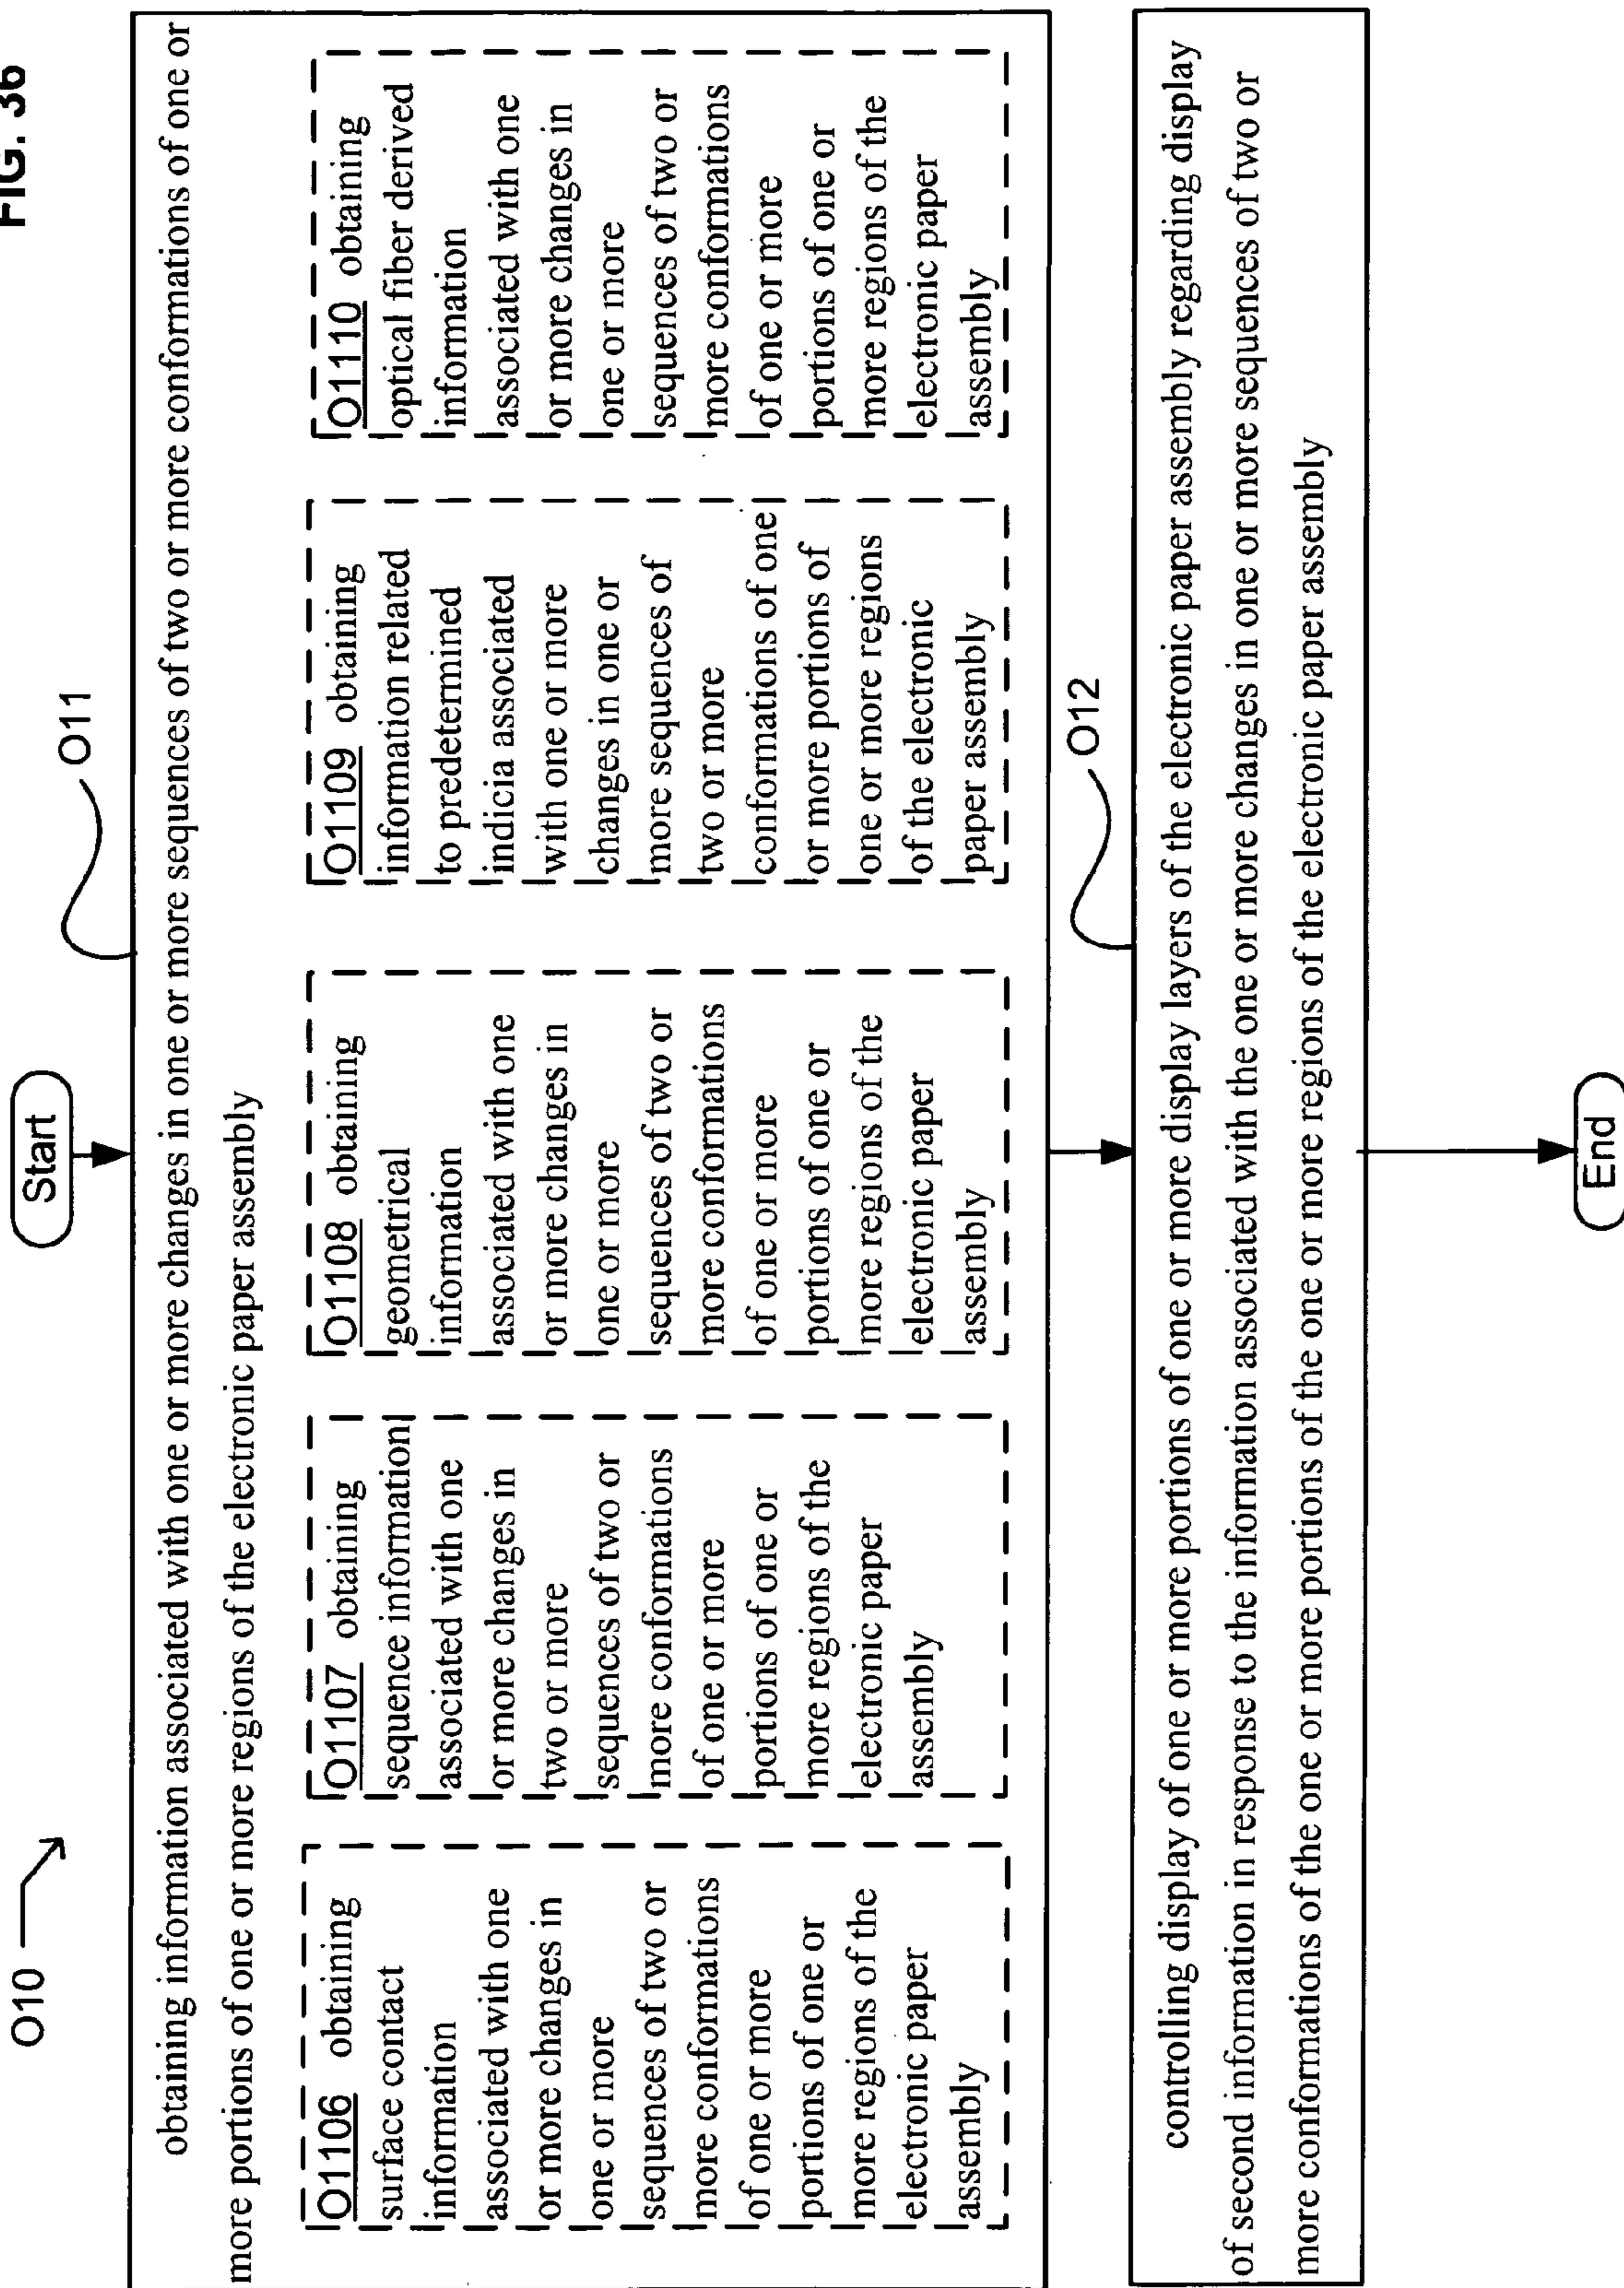 FIG. 36
O10
Start
O11
obtaining information associated with one or more changes in one or more sequences of two or more conformations of one or
more portions of one or more regions of the electronic paper assembly
O1106 obtaining
surface contact
information
associated with one
or more changes in
one or more
sequences of two or
more conformations
of one or more
portions of one or
more regions of the
electronic paper
assembly
O1107 obtaining
sequence information
associated with one
or more changes in
two or more
sequences of two or
more conformations
of one or more
portions of one or
more regions of the
electronic paper
assembly
O1108 obtaining
geometrical
information
associated with one
or more changes in
one or more
sequences of two or
more conformations
of one or more
portions of one or
more regions of the
electronic paper
assembly
O1109 obtaining
information related
to predetermined
indicia associated
with one or more
changes in one or
more sequences of
two or more
conformations of one
or more portions of
one or more regions
of the electronic
paper assembly
O1110 obtaining
optical fiber derived
information
associated with one
or more changes in
one or more
sequences of two or
more conformations
of one or more
portions of one or
more regions of the
electronic paper
assembly
O12
controlling display of one or more portions of one or more display layers of the electronic paper assembly regarding display
of second information in response to the information associated with the one or more changes in one or more sequences of two or
more conformations of the one or more portions of the one or more regions of the electronic paper assembly
End